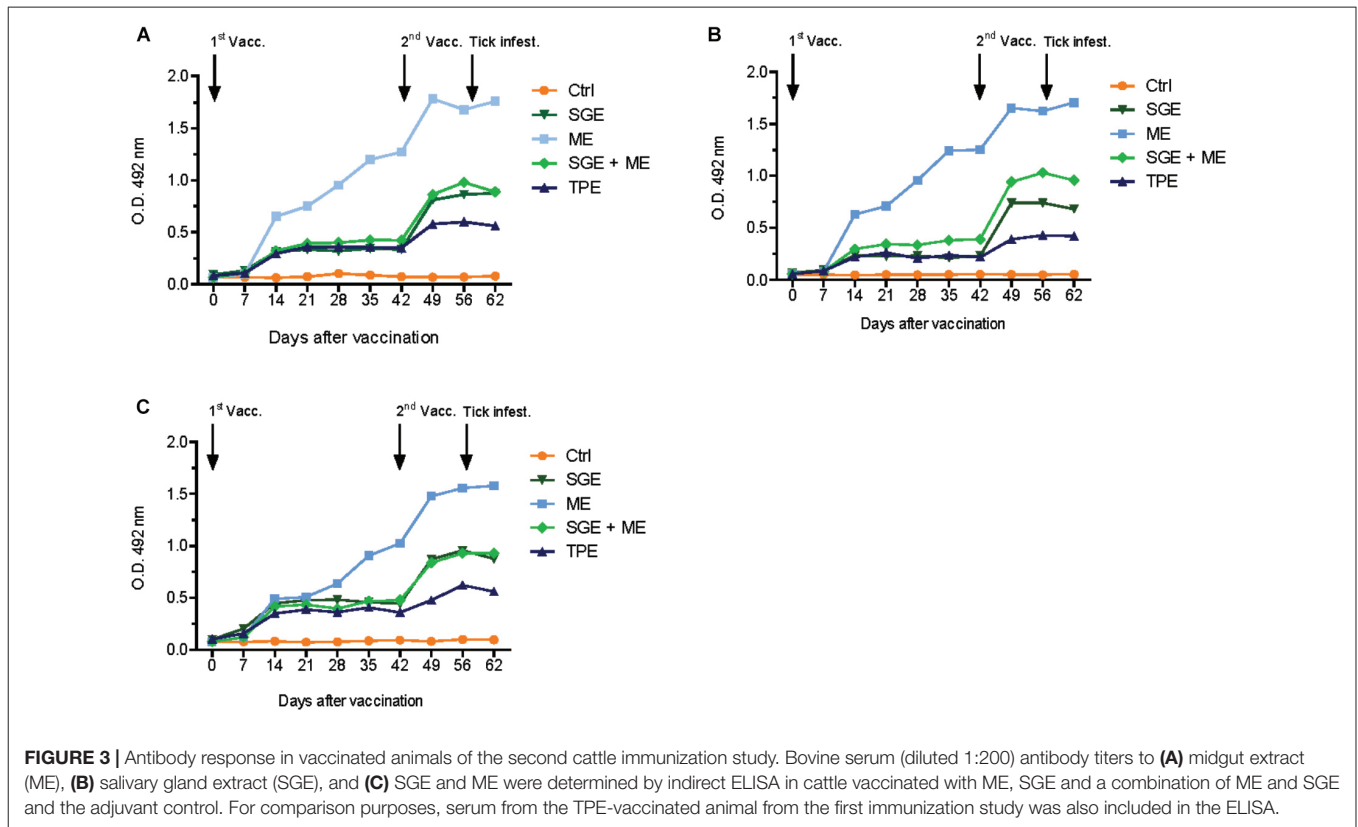 A
1st Vacc.
2nd Vacc. Tick infest.
2.0
1.5
1.0
0.5
0.0
O.D. 492 nm
0 7 14 21 28 35 42 49 56 62
Days after vaccination
Ctrl
SGE
ME
SGE + ME
TPE
B
1st Vacc.
2nd Vacc. Tick infest.
2.0
1.5
1.0
0.5
0.0
O.D. 492 nm
0 7 14 21 28 35 42 49 56 62
Days after vaccination
Ctrl
SGE
ME
SGE + ME
TPE
C
1st Vacc.
2nd Vacc. Tick infest.
2.0
1.5
1.0
0.5
0.0
O.D. 492 nm
0 7 14 21 28 35 42 49 56 62
Days after vaccination
Ctrl
SGE
ME
SGE + ME
TPE
FIGURE 3 | Antibody response in vaccinated animals of the second cattle immunization study. Bovine serum (diluted 1:200) antibody titers to (A) midgut extract
(ME), (B) salivary gland extract (SGE), and (C) SGE and ME were determined by indirect ELISA in cattle vaccinated with ME, SGE and a combination of ME and SGE
and the adjuvant control. For comparison purposes, serum from the TPE-vaccinated animal from the first immunization study was also included in the ELISA.